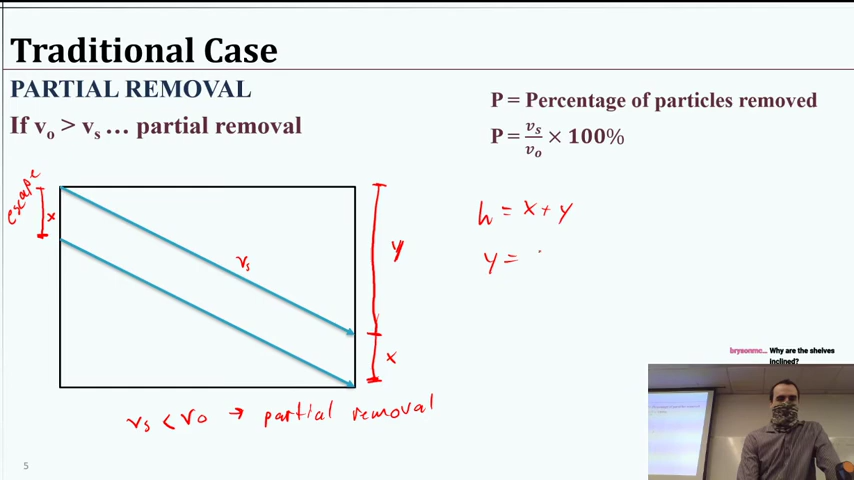 Traditional Case
PARTIAL REMOVAL
If vo > vs ... partial removal
P = Percentage of particles removed
P = vs/vo × 100%
escape
x
vs
y
x
h = x + y
y =
vs < vo → partial removal
brysonmc... Why are the shelves
inclined?
5